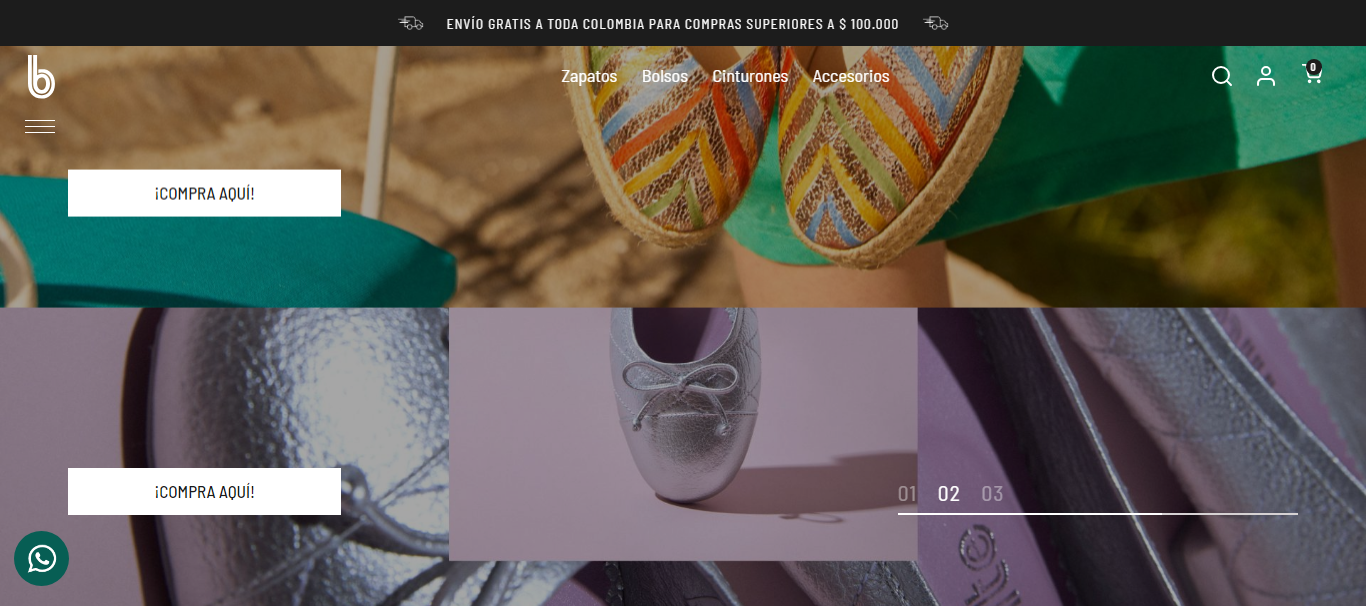 ENVÍO GRATIS A TODA COLOMBIA PARA COMPRAS SUPERIORES A $ 100.000
b
Zapatos Bolsos Cinturones Accesorios
0
¡COMPRA AQUÍ!
¡COMPRA AQUÍ!
01 02 03